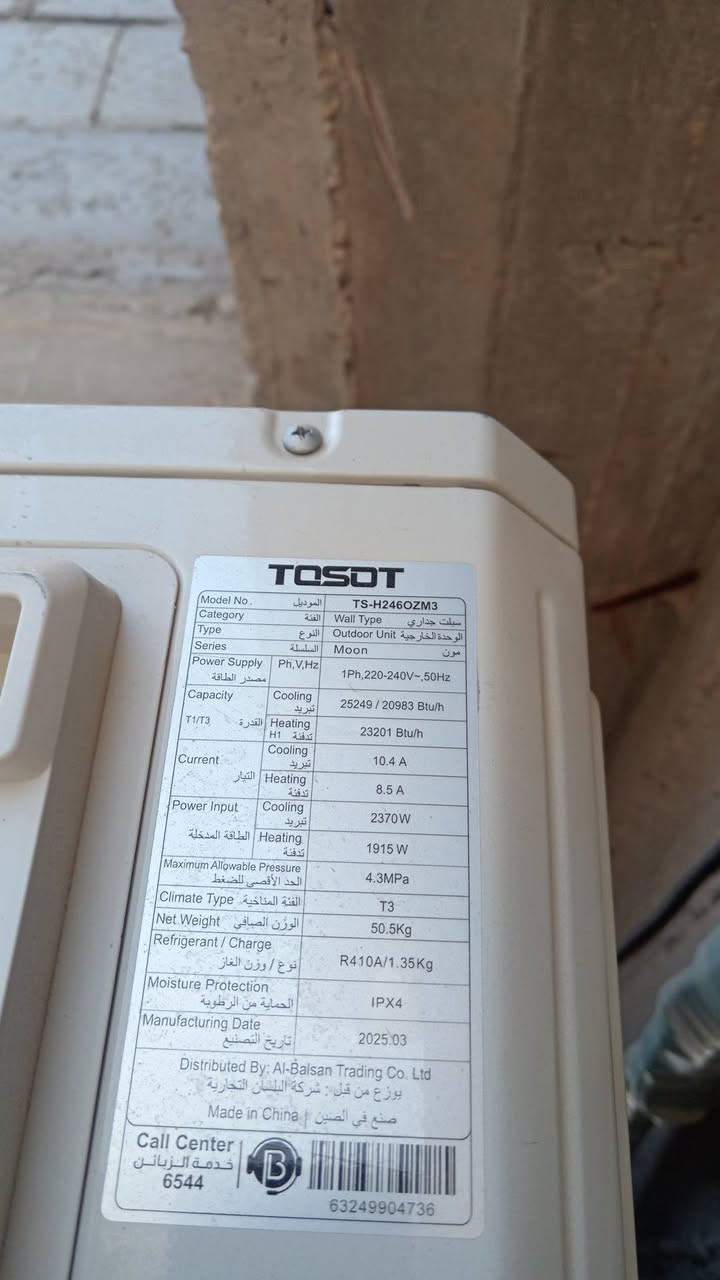 TOSOT
Model No. الموديل TS-H246OZM3
Category الفئة Wall Type سبلت جداري
Type النوع Outdoor Unit الوحدة الخارجية
Series السلسلة Moon مون
Power Supply Ph,V,Hz 1Ph,220-240V~,50Hz
مصدر الطاقة
Capacity Cooling 25249 / 20983 Btu/h
تبريد
T1/T3 القدرة Heating 23201 Btu/h
H1 تدفئة
Current Cooling 10.4 A
تبريد
التيار Heating 8.5 A
تدفئة
Power Input Cooling 2370W
تبريد
الطاقة المدخلة Heating 1915 W
تدفئة
Maximum Allowable Pressure 4.3MPa
الحد الأقصي للضغط
Climate Type الفئة المناخية T3
Net Weight الوزن الصافي 50.5Kg
Refrigerant / Charge R410A/1.35Kg
نوع / وزن الغاز
Moisture Protection IPX4
الحماية من الرطوبة
Manufacturing Date 2025.03
تاريخ التصنيع
Distributed By: Al-Balsan Trading Co. Ltd
يوزع من قبل : شركة البلسان التجارية
Made in China | صنع في الصين
Call Center
خدمة الزبائن
6544
B
63249904736